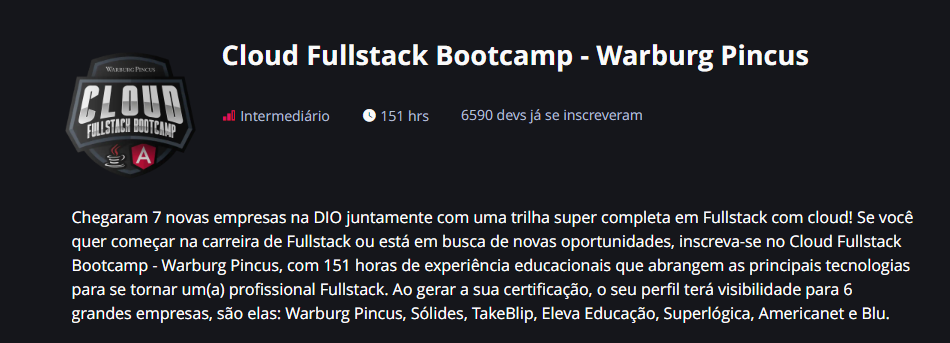 Cloud Fullstack Bootcamp - Warburg Pincus
WARBURG PINCUS
CLOUD
FULLSTACK BOOTCAMP
Intermediário 151 hrs 6590 devs já se inscreveram
Chegaram 7 novas empresas na DIO juntamente com uma trilha super completa em Fullstack com cloud! Se você
quer começar na carreira de Fullstack ou está em busca de novas oportunidades, inscreva-se no Cloud Fullstack
Bootcamp - Warburg Pincus, com 151 horas de experiência educacionais que abrangem as principais tecnologias
para se tornar um(a) profissional Fullstack. Ao gerar a sua certificação, o seu perfil terá visibilidade para 6
grandes empresas, são elas: Warburg Pincus, Sólides, TakeBlip, Eleva Educação, Superlógica, Americanet e Blu.